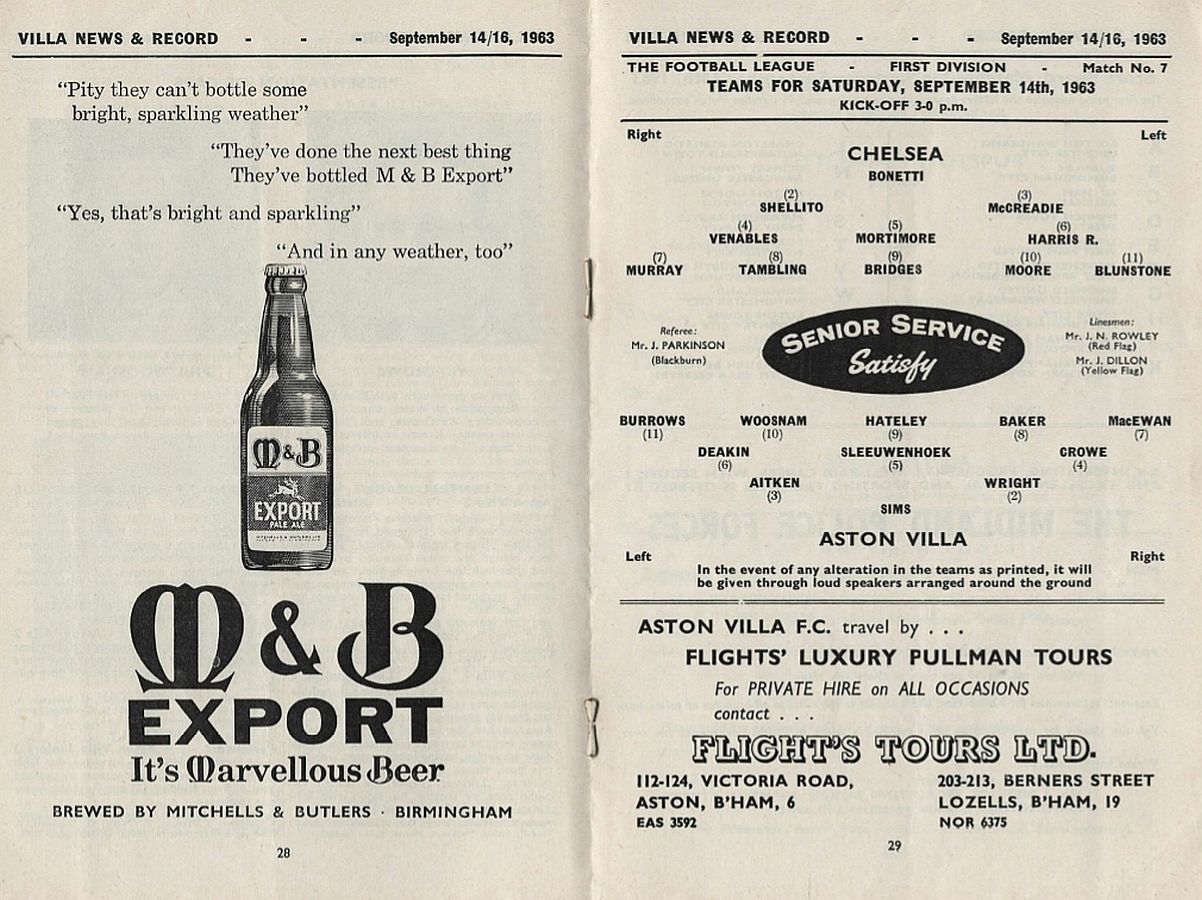 VILLA NEWS & RECORD - - - September 14/16, 1963
“Pity they can’t bottle some
bright, sparkling weather”
“They’ve done the next best thing
They’ve bottled M & B Export”
“Yes, that’s bright and sparkling”
“And in any weather, too”
M&B
EXPORT
PALE ALE
M & B
EXPORT
It’s Marvellous Beer
BREWED BY MITCHELLS & BUTLERS · BIRMINGHAM
28
VILLA NEWS & RECORD - - - September 14/16, 1963
THE FOOTBALL LEAGUE - FIRST DIVISION - Match No. 7
TEAMS FOR SATURDAY, SEPTEMBER 14th, 1963
KICK-OFF 3-0 p.m.
Right Left
CHELSEA
BONETTI
(2) (3)
SHELLITO McCREADIE
(4) (5) (6)
VENABLES MORTIMORE HARRIS R.
(7) (8) (9) (10) (11)
MURRAY TAMBLING BRIDGES MOORE BLUNSTONE
Referee:
Mr. J. PARKINSON
(Blackburn)
SENIOR SERVICE
Satisfy
Linesmen:
Mr. J. N. ROWLEY
(Red Flag)
Mr. J. DILLON
(Yellow Flag)
BURROWS WOOSNAM HATELEY BAKER MacEWAN
(11) (10) (9) (8) (7)
DEAKIN SLEEUWENHOEK CROWE
(6) (5) (4)
AITKEN WRIGHT
(3) (2)
SIMS
ASTON VILLA
Left Right
In the event of any alteration in the teams as printed, it will
be given through loud speakers arranged around the ground
ASTON VILLA F.C. travel by . . .
FLIGHTS’ LUXURY PULLMAN TOURS
For PRIVATE HIRE on ALL OCCASIONS
contact . . .
FLIGHT’S TOURS LTD.
112-124, VICTORIA ROAD, 203-213, BERNERS STREET
ASTON, B’HAM, 6 LOZELLS, B’HAM, 19
EAS 3592 NOR 6375
29